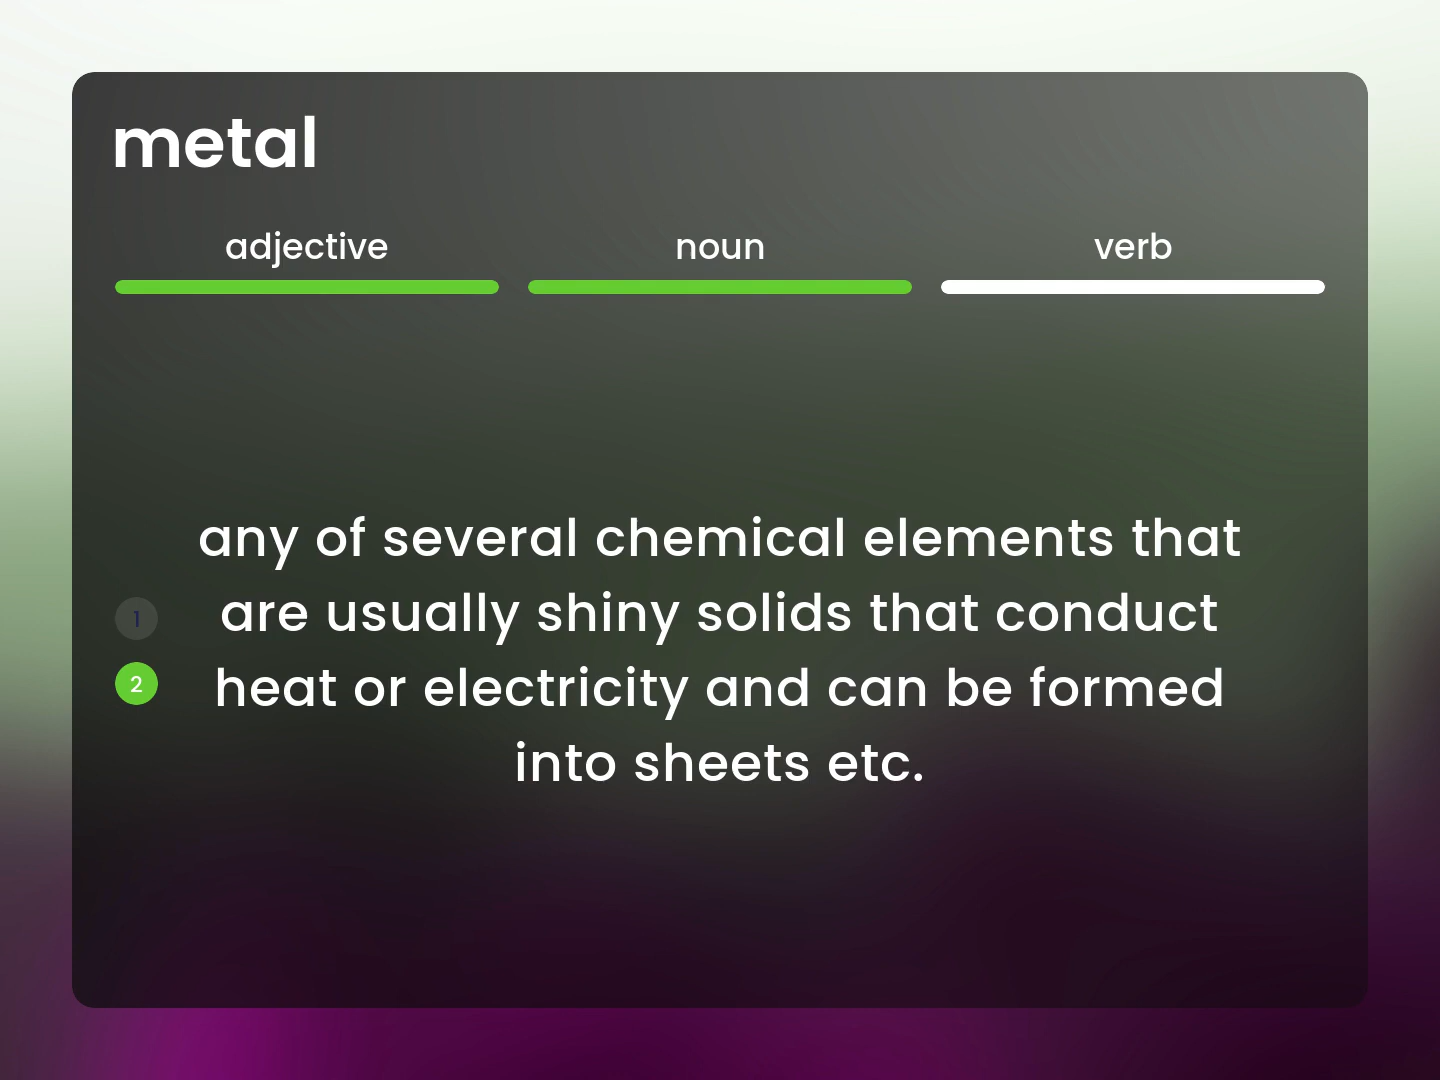 metal
adjective
noun
verb
any of several chemical elements that
are usually shiny solids that conduct
heat or electricity and can be formed
into sheets etc.
1
2